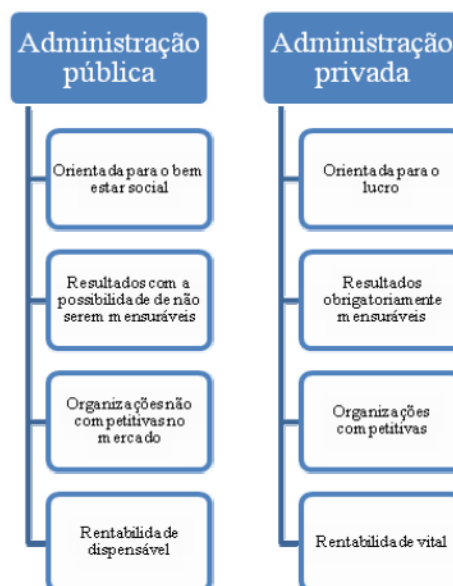 Administração
pública
Orientada para o bem
estar social
Resultados com a
possibilidade de não
serem mensuráveis
Organizações não
competitivas no
mercado
Rentabilidade
dispensável
Administração
privada
Orientada para o
lucro
Resultados
obrigatoriamente
mensuráveis
Organizações
competitivas
Rentabilidade vital